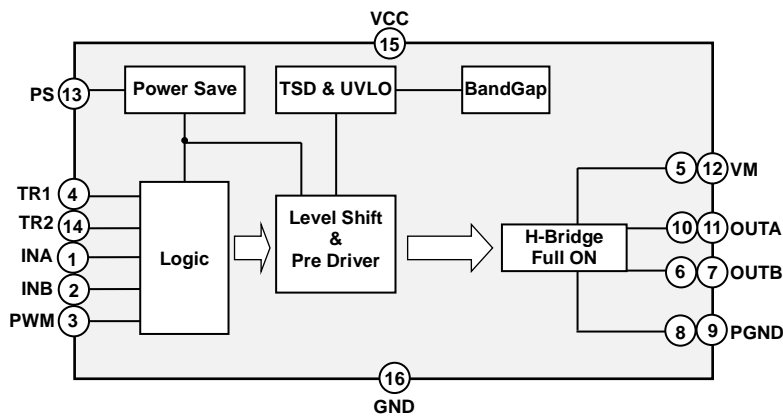 VCC
15
PS 13
Power Save
TSD & UVLO
BandGap
TR1 4
TR2 14
INA 1
INB 2
PWM 3
Logic
Level Shift
&
Pre Driver
H-Bridge
Full ON
5 12 VM
10 11 OUTA
6 7 OUTB
8 9 PGND
16
GND